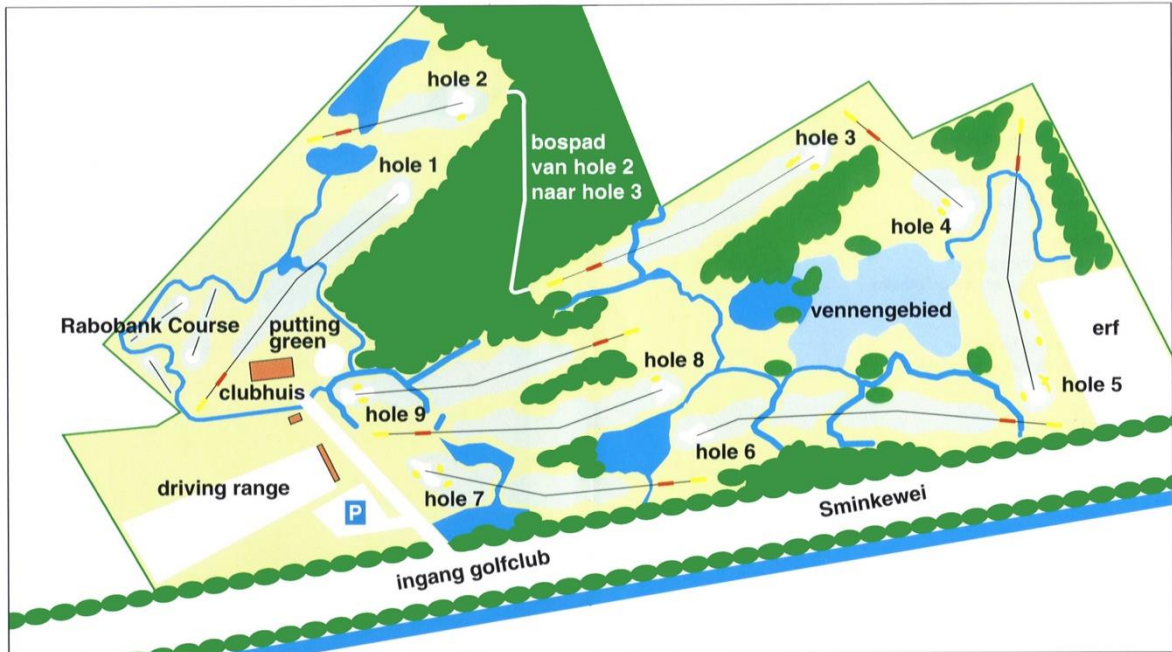 hole 2
hole 1
bospad
van hole 2
naar hole 3
hole 3
hole 4
Rabobank Course
putting
green
clubhuis
vennengebied
erf
hole 8
hole 5
hole 9
hole 6
hole 7
driving range
P
Sminkewei
ingang golfclub